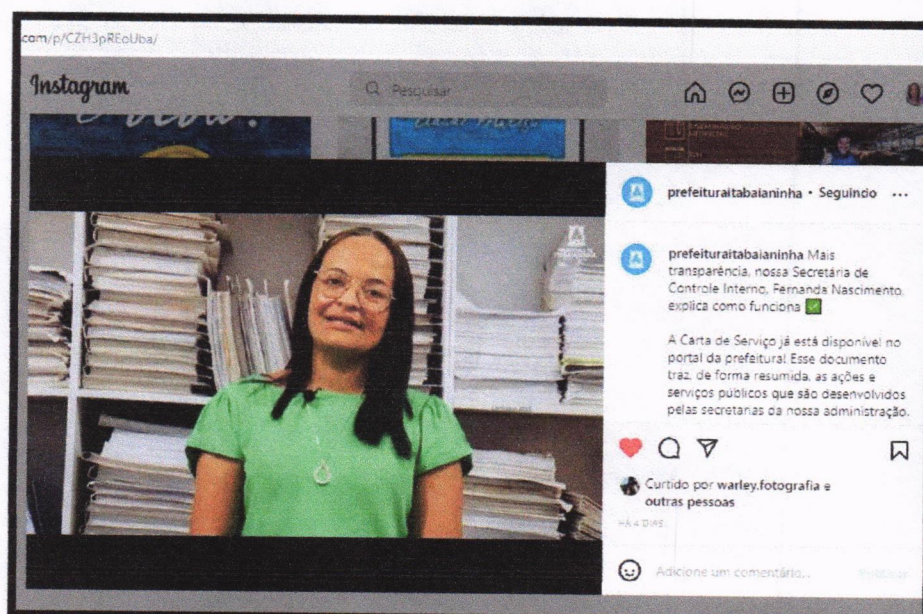 .com/p/CZH3pREoUba/
Instagram
Pesquisar
prefeituraitabaianinha • Seguindo ...
prefeituraitabaianinha Mais
transparência, nossa Secretária de
Controle Interno, Fernanda Nascimento,
explica como funciona ✅
A Carta de Serviço já está disponível no
portal da prefeitura! Esse documento
traz, de forma resumida, as ações e
serviços públicos que são desenvolvidos
pelas secretarias da nossa administração.
Curtido por warley.fotografia e
outras pessoas
HÁ 4 DIAS
Adicione um comentário...
Publicar